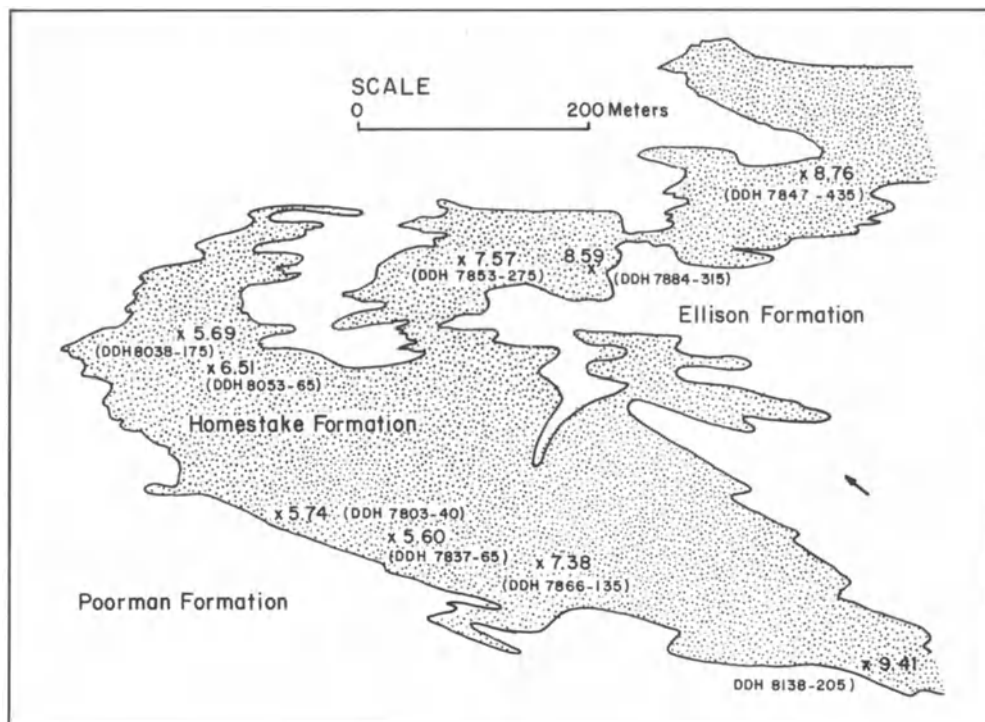 SCALE
0 200 Meters
x 8.76
(DDH 7847-435)
x 7.57
(DDH 7853-275)
8.59
x
(DDH 7884-315)
Ellison Formation
x 5.69
(DDH 8038-175)
x 6.51
(DDH 8053-65)
Homestake Formation
x 5.74 (DDH 7803-40)
x 5.60
(DDH 7837-65)
x 7.38
(DDH 7866-135)
Poorman Formation
x 9.41
DDH 8138-205)